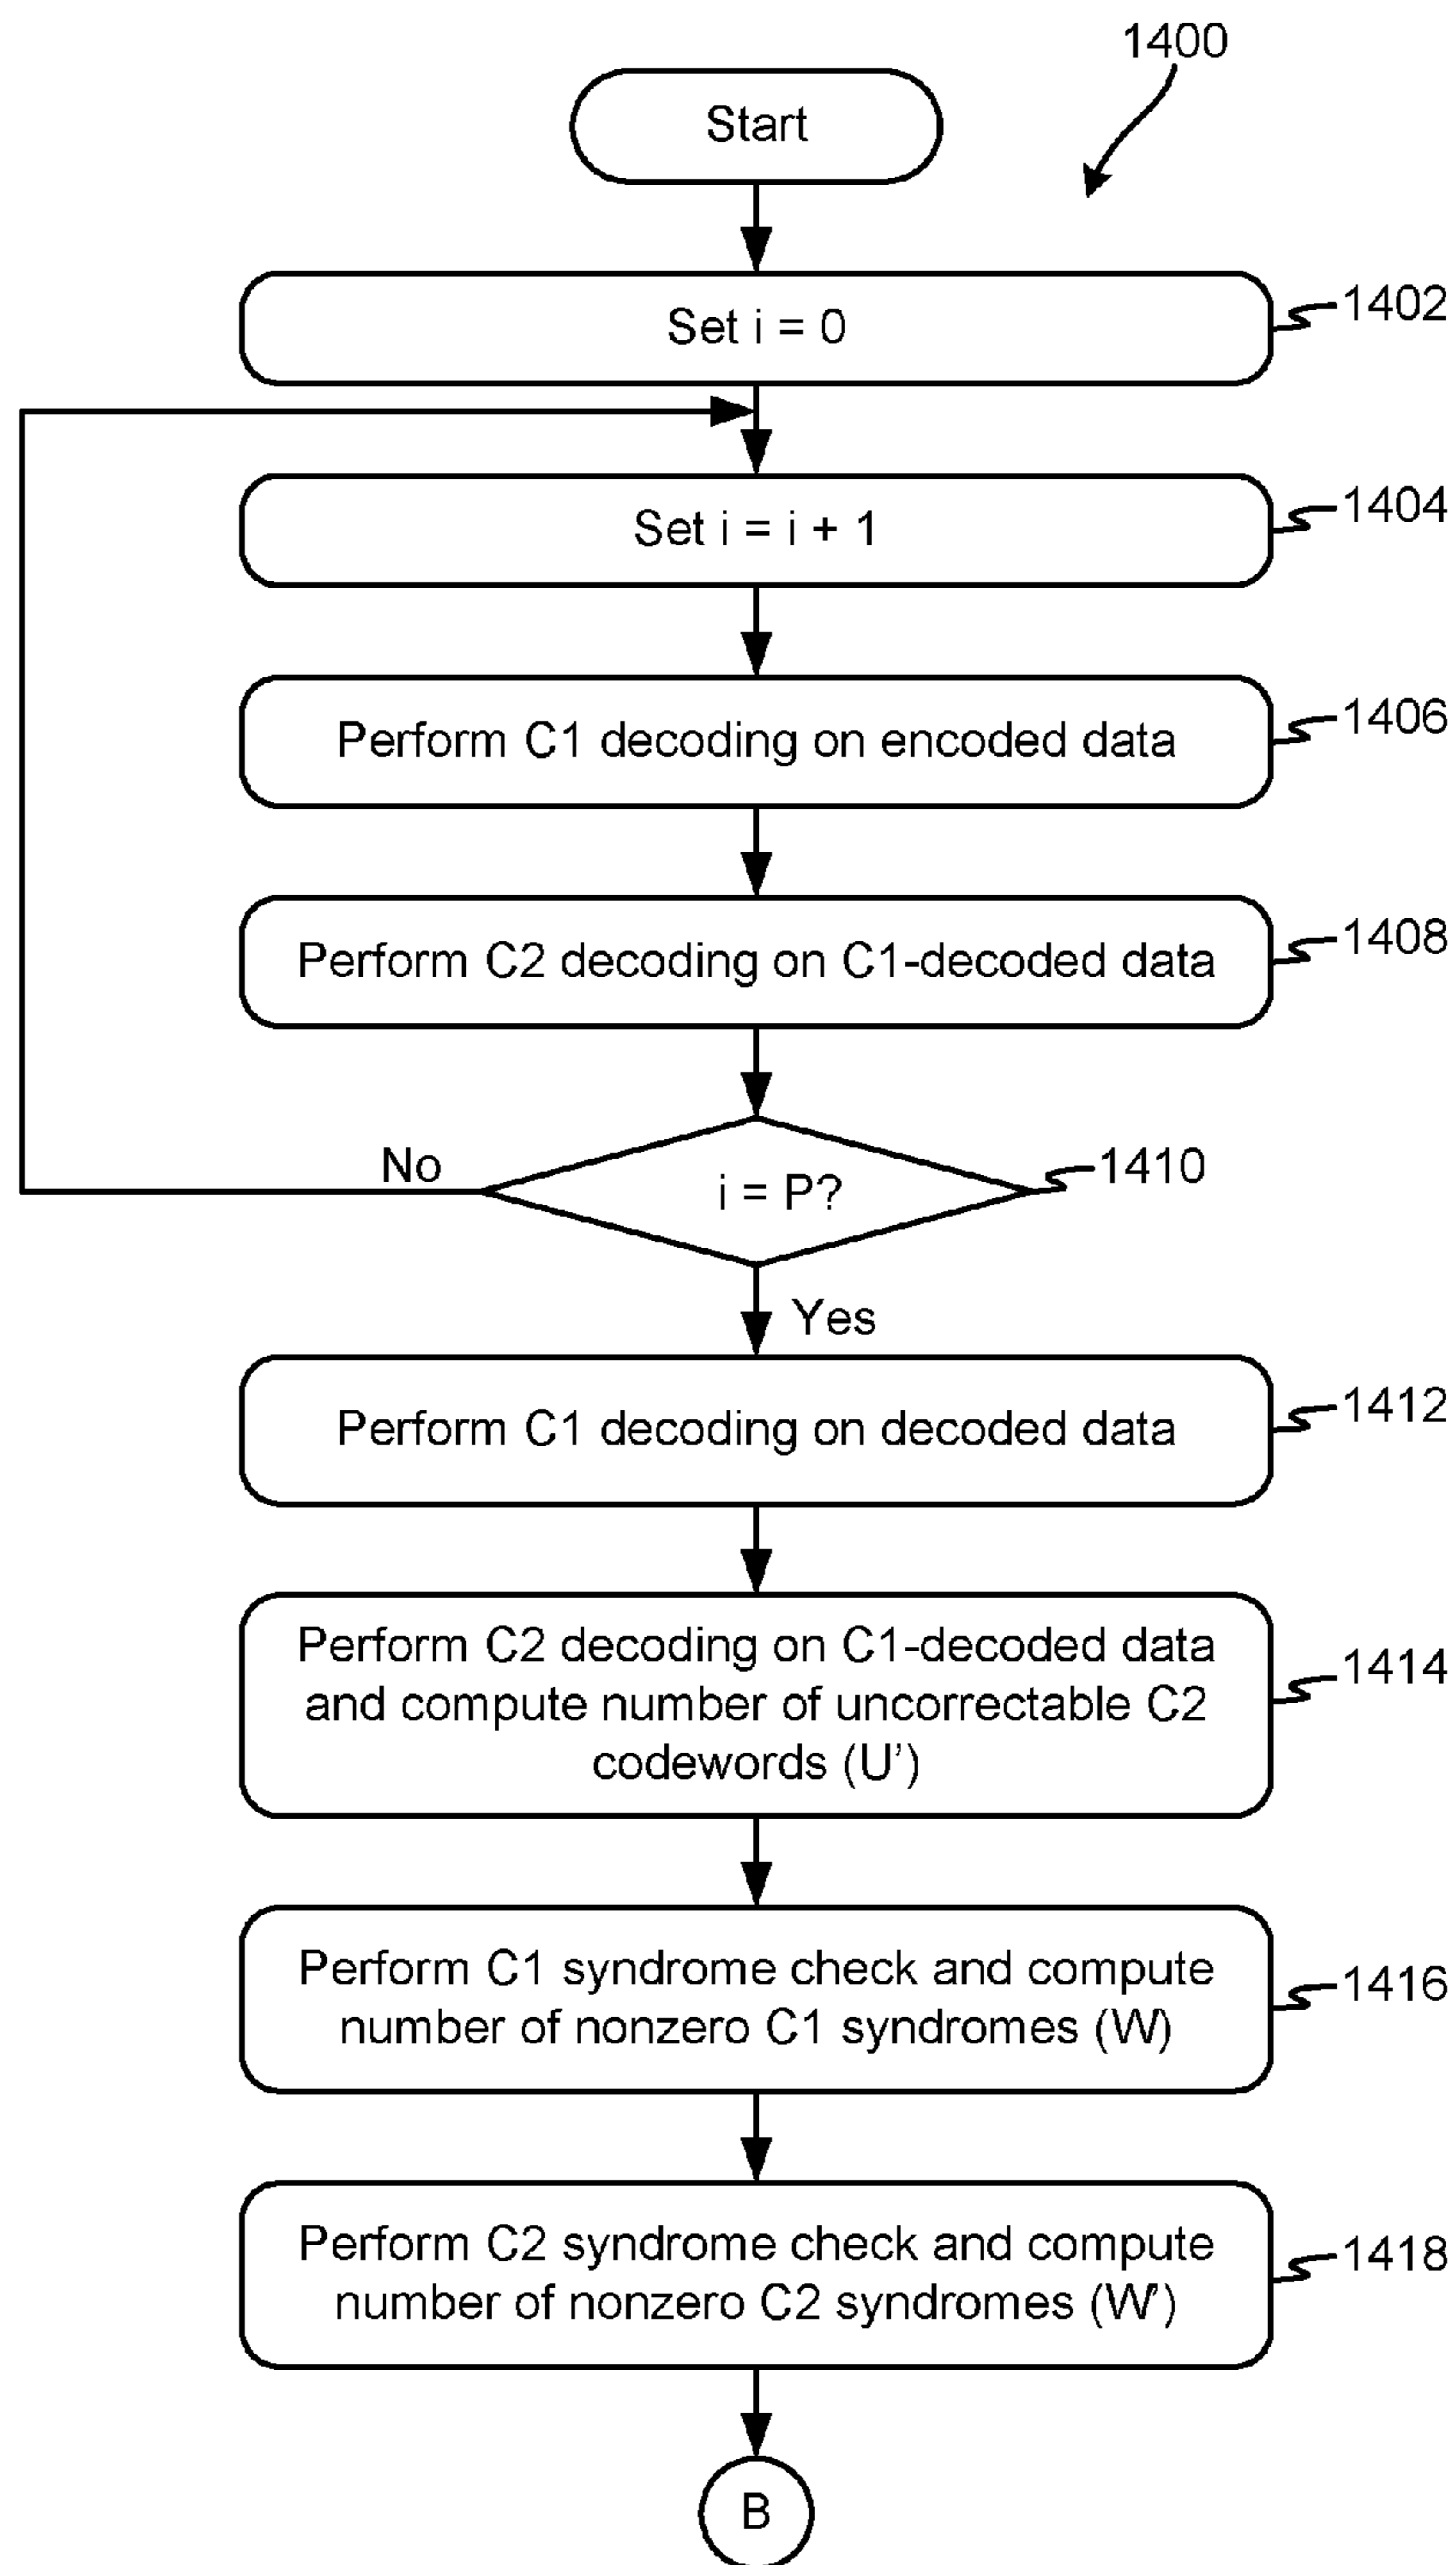 1400
Start
Set i = 0
1402
Set i = i + 1
1404
Perform C1 decoding on encoded data
1406
Perform C2 decoding on C1-decoded data
1408
No
i = P?
1410
Yes
Perform C1 decoding on decoded data
1412
Perform C2 decoding on C1-decoded data
and compute number of uncorrectable C2
codewords (U’)
1414
Perform C1 syndrome check and compute
number of nonzero C1 syndromes (W)
1416
Perform C2 syndrome check and compute
number of nonzero C2 syndromes (W’)
1418
B